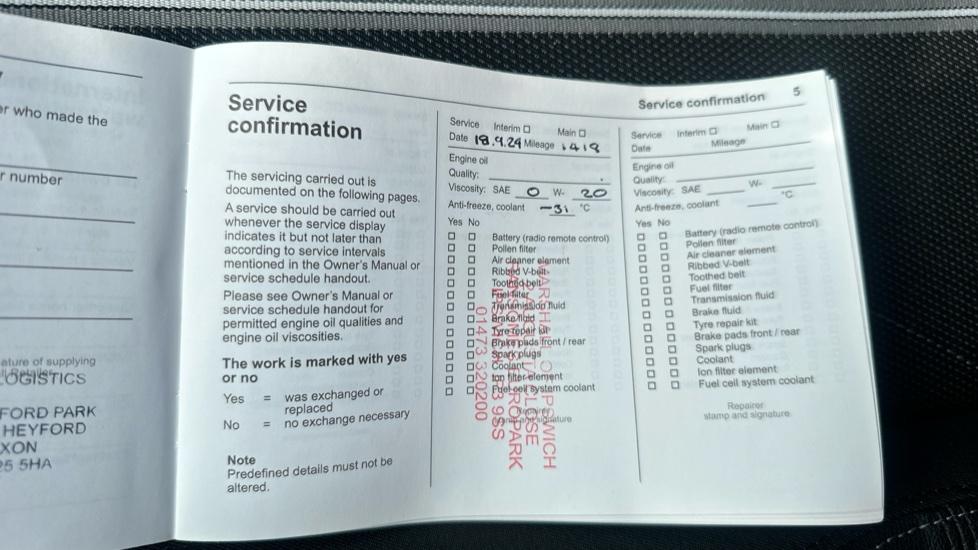 er who made the
r number
ature of supplying
LOGISTICS
FORD PARK
HEYFORD
XON
25 5HA
Service
confirmation
The servicing carried out is
documented on the following pages.
A service should be carried out
whenever the service display
indicates it but not later than
according to service intervals
mentioned in the Owner's Manual or
service schedule handout.
Please see Owner's Manual or
service schedule handout for
permitted engine oil qualities and
engine oil viscosities.
The work is marked with yes
or no
Yes = was exchanged or
replaced
No = no exchange necessary
Note
Predefined details must not be
altered.
Service Interim Main
Date 18.9.24 Mileage 1418
Engine oil
Quality:
Viscosity: SAE 0 W- 20
Anti-freeze, coolant -31 °C
Yes No
Battery (radio remote control)
Pollen filter
Air cleaner element
Ribbed V-belt
Toothed belt
Fuel filter
Transmission fluid
Brake fluid
Tyre repair kit
Brake pads front / rear
Spark plugs
Coolant
Ion filter element
Fuel cell system coolant
Repairer
stamp and signature
IPSWICH
RANSOMES EUROPARK
9SS
01473 320200
Service confirmation 5
Service Interim Main
Date Mileage
Engine oil
Quality:
Viscosity: SAE W-
Anti-freeze, coolant °C
Yes No
Battery (radio remote control)
Pollen filter
Air cleaner element
Ribbed V-belt
Toothed belt
Fuel filter
Transmission fluid
Brake fluid
Tyre repair kit
Brake pads front / rear
Spark plugs
Coolant
Ion filter element
Fuel cell system coolant
Repairer
stamp and signature